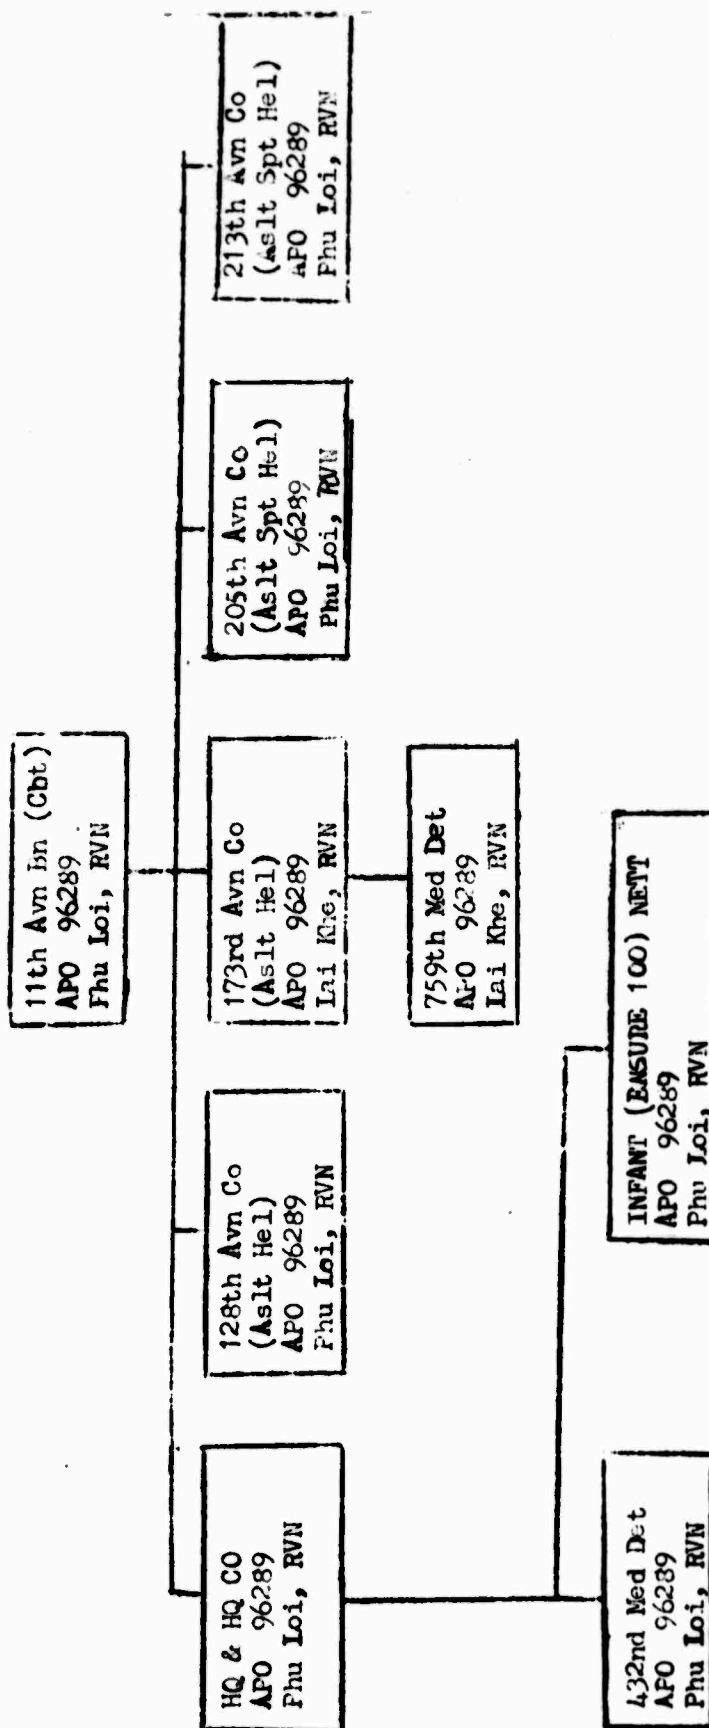 11th Avn Bn (Cbt)
APO 96289
Phu Loi, RVN
HQ & HQ CO
APO 96289
Phu Loi, RVN
128th Avn Co
(Aslt Hel)
APO 96289
Phu Loi, RVN
173rd Avn Co
(Aslt Hel)
APO 96289
Lai Khe, RVN
205th Avn Co
(Aslt Spt Hel)
APO 96289
Phu Loi, RVN
213th Avn Co
(Aslt Spt Hel)
APO 96289
Phu Loi, RVN
759th Med Det
APO 96289
Lai Khe, RVN
432nd Med Det
APO 96289
Phu Loi, RVN
INFANT (ENSURE 100) NETT
APO 96289
Phu Loi, RVN